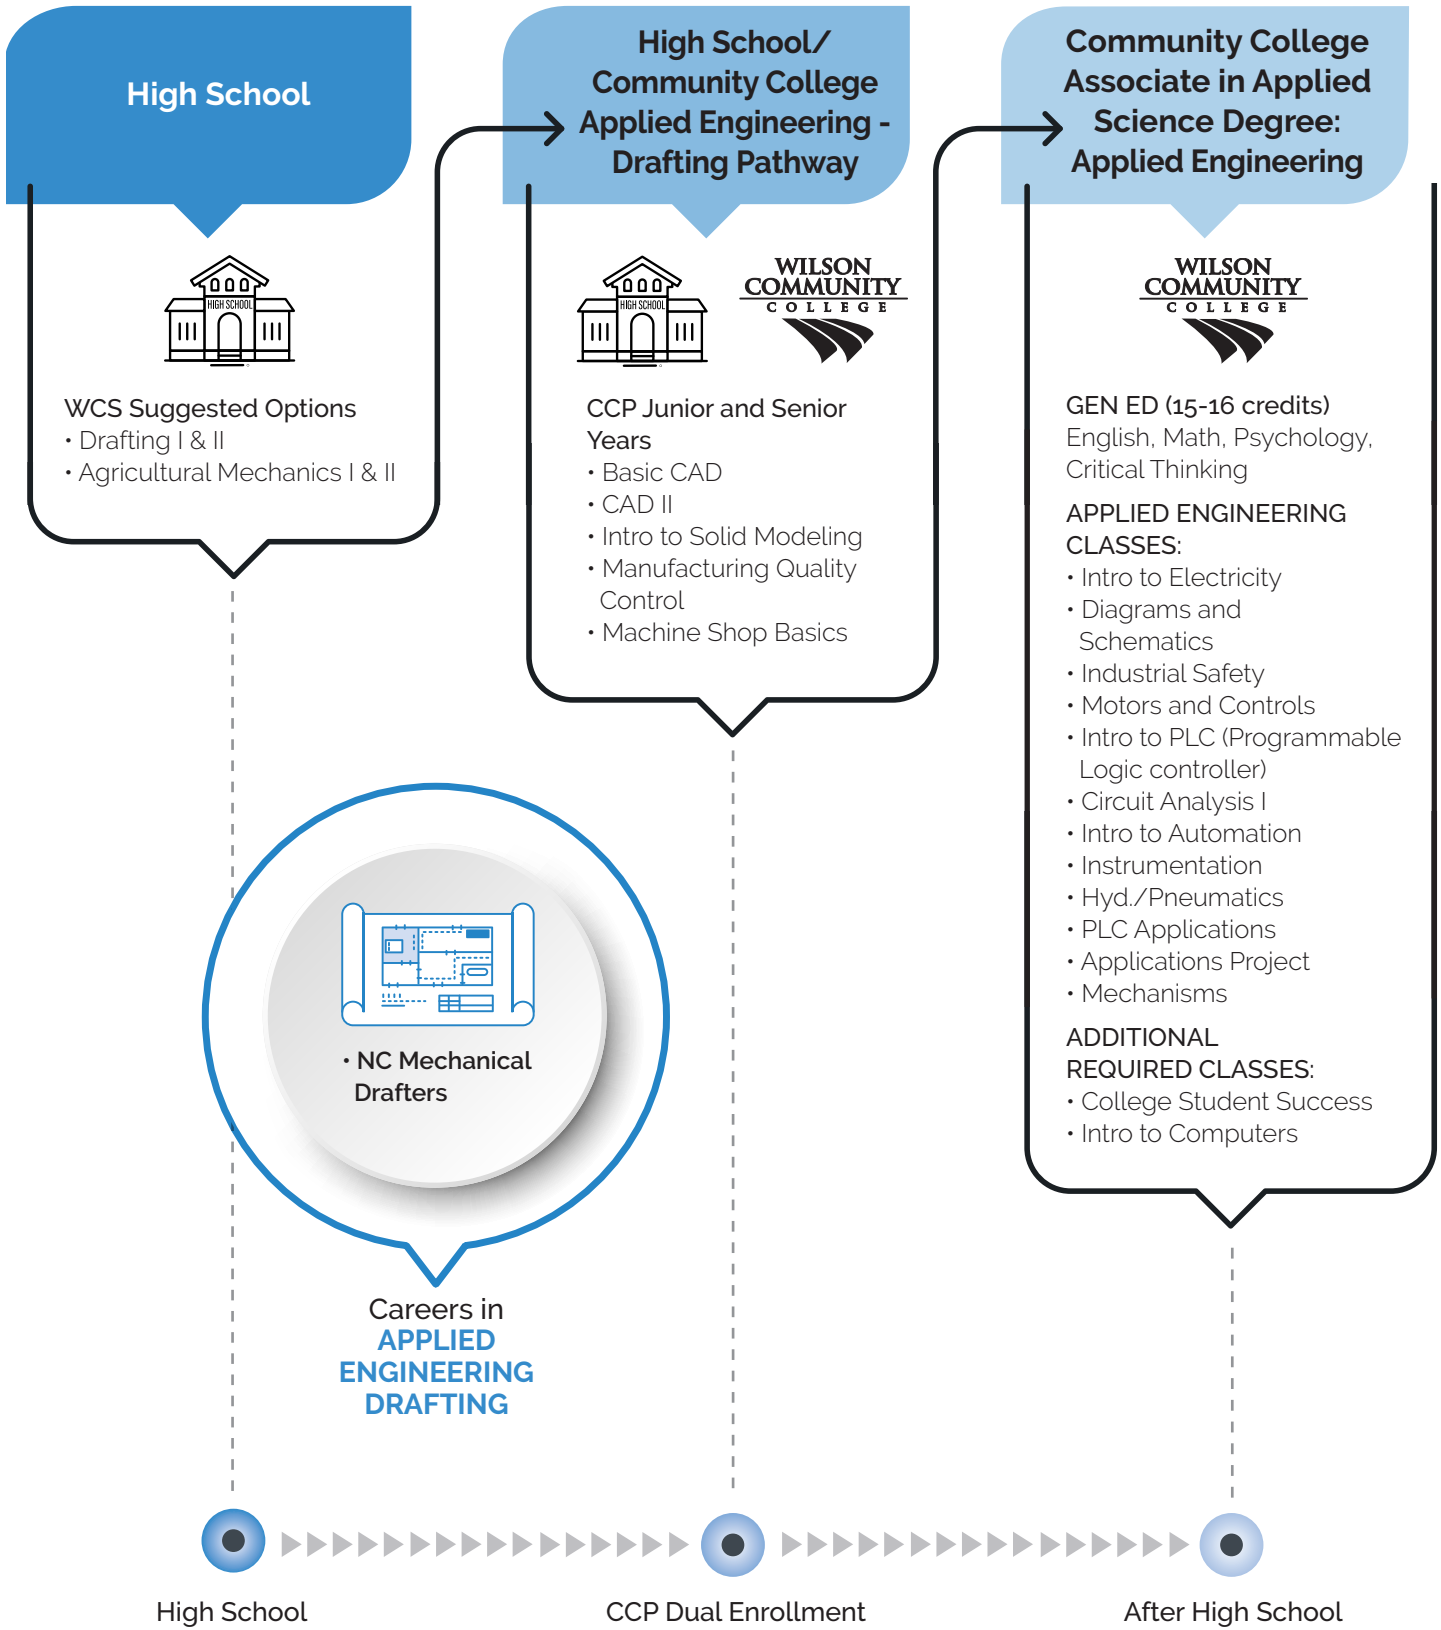 High School
HIGH SCHOOL
WCS Suggested Options
• Drafting I & II
• Agricultural Mechanics I & II
High School/
Community College
Applied Engineering -
Drafting Pathway
HIGH SCHOOL
WILSON
COMMUNITY
COLLEGE
CCP Junior and Senior
Years
• Basic CAD
• CAD II
• Intro to Solid Modeling
• Manufacturing Quality
Control
• Machine Shop Basics
Community College
Associate in Applied
Science Degree:
Applied Engineering
WILSON
COMMUNITY
COLLEGE
GEN ED (15-16 credits)
English, Math, Psychology,
Critical Thinking
APPLIED ENGINEERING
CLASSES:
• Intro to Electricity
• Diagrams and
Schematics
• Industrial Safety
• Motors and Controls
• Intro to PLC (Programmable
Logic controller)
• Circuit Analysis I
• Intro to Automation
• Instrumentation
• Hyd./Pneumatics
• PLC Applications
• Applications Project
• Mechanisms
ADDITIONAL
REQUIRED CLASSES:
• College Student Success
• Intro to Computers
• NC Mechanical
Drafters
Careers in
APPLIED
ENGINEERING
DRAFTING
High School
CCP Dual Enrollment
After High School